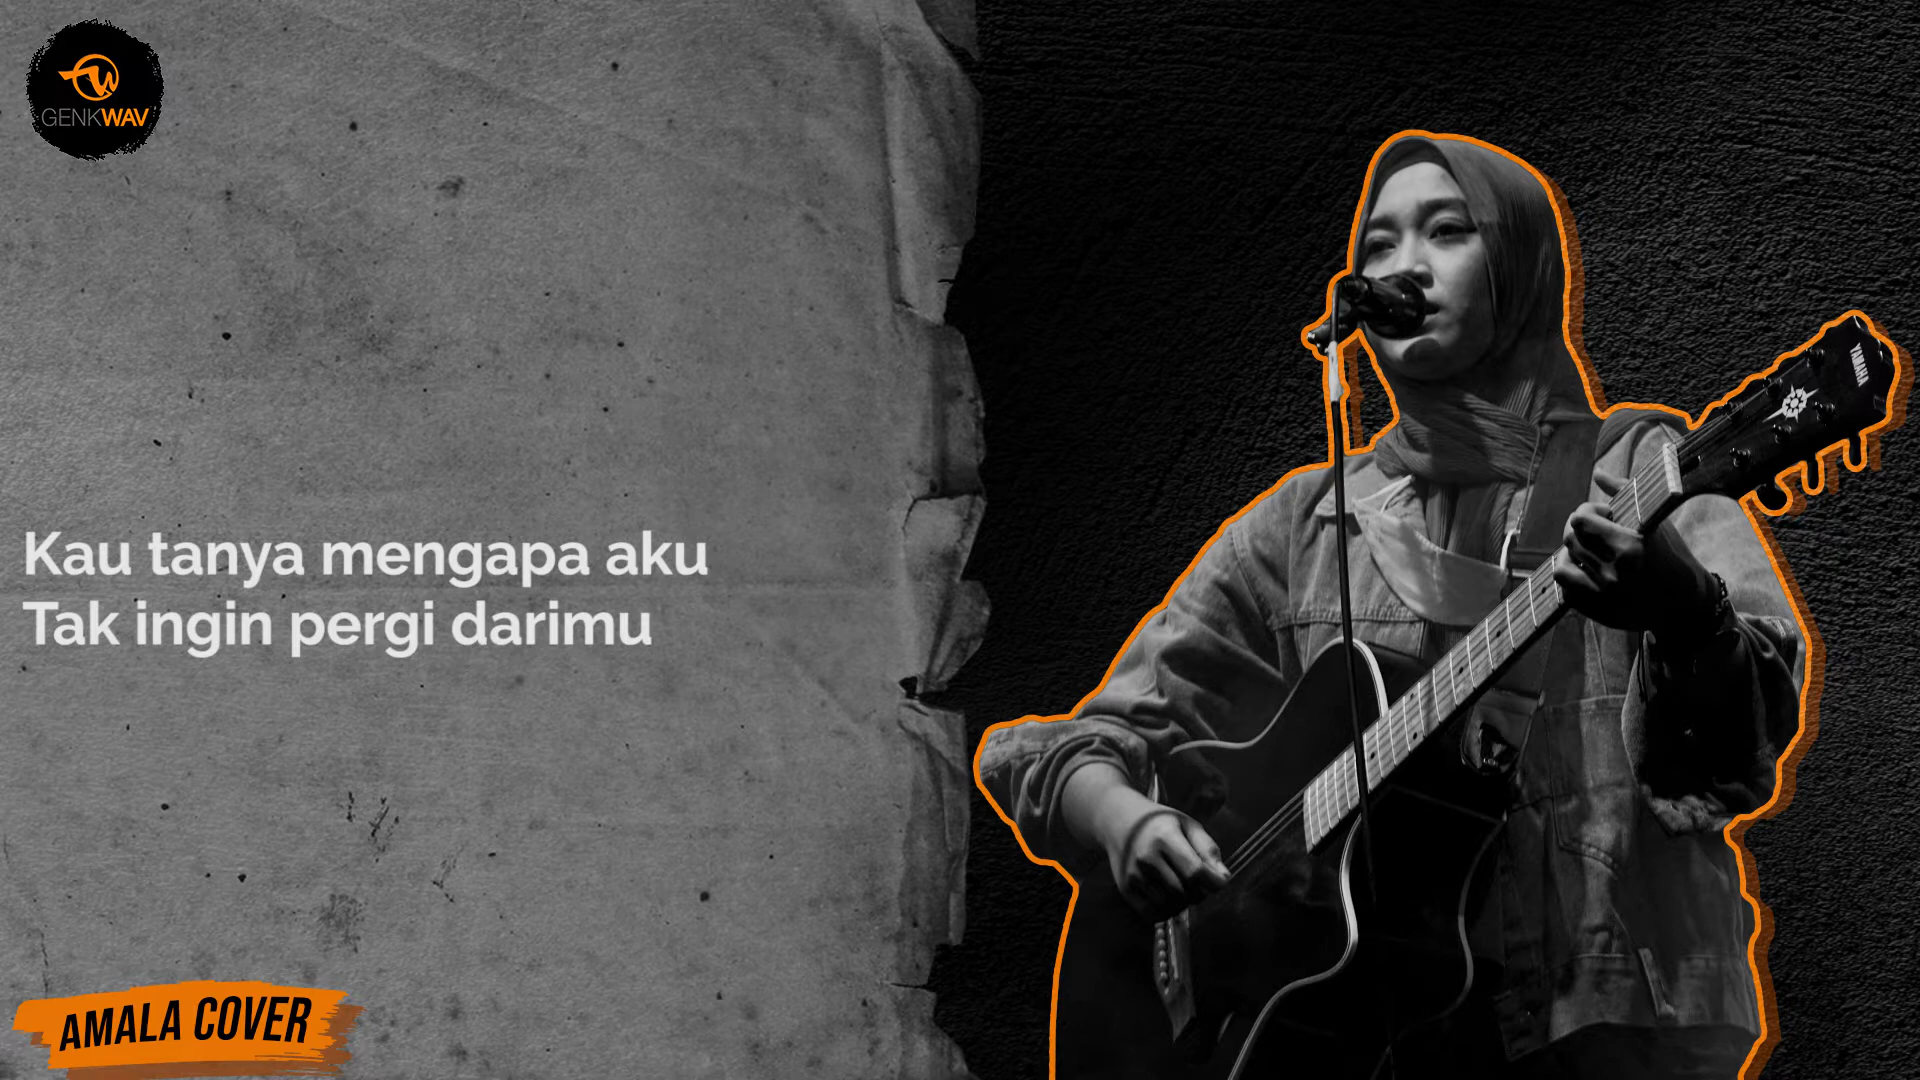 GENKWAV
Kau tanya mengapa aku
Tak ingin pergi darimu
AMALA COVER
YAMAHA